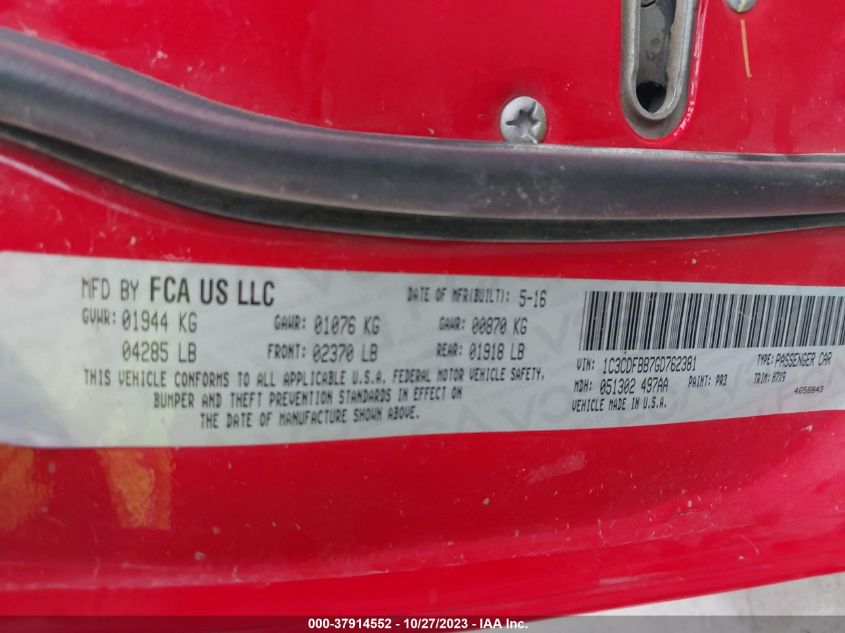 MFD BY FCA US LLC DATE OF MFR(BUILT): 5-16
GVWR: 01944 KG GAWR: 01076 KG GAWR: 00870 KG
04285 LB FRONT: 02370 LB REAR: 01918 LB
THIS VEHICLE CONFORMS TO ALL APPLICABLE U.S.A. FEDERAL MOTOR VEHICLE SAFETY,
BUMPER AND THEFT PREVENTION STANDARDS IN EFFECT ON
THE DATE OF MANUFACTURE SHOWN ABOVE.
VIN: 1C3CDFBB7GD762381 TYPE: PASSENGER CAR
MDH: 051302 497AA PAINT: PR3 TRIM: H7X9
VEHICLE MADE IN U.S.A. 4658943
000-37914552 - 10/27/2023 - IAA Inc.